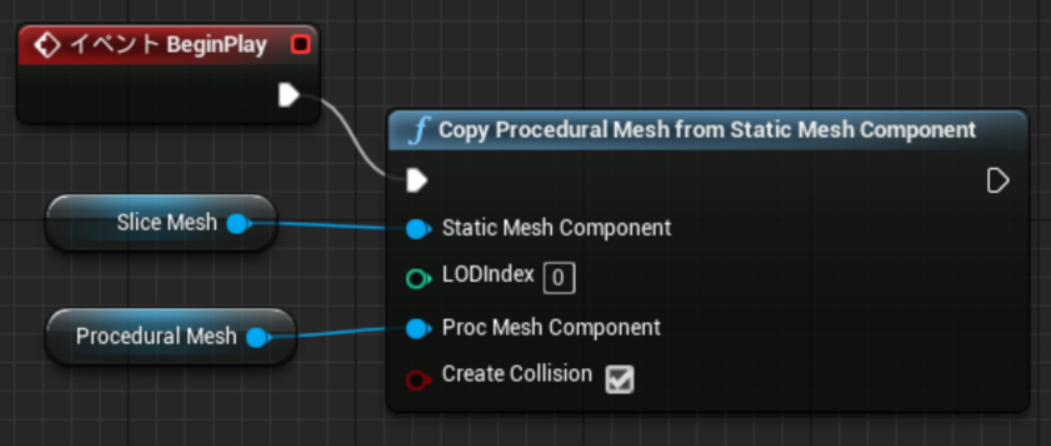 イベント BeginPlay
Copy Procedural Mesh from Static Mesh Component
Slice Mesh
Static Mesh Component
LODIndex 0
Procedural Mesh
Proc Mesh Component
Create Collision